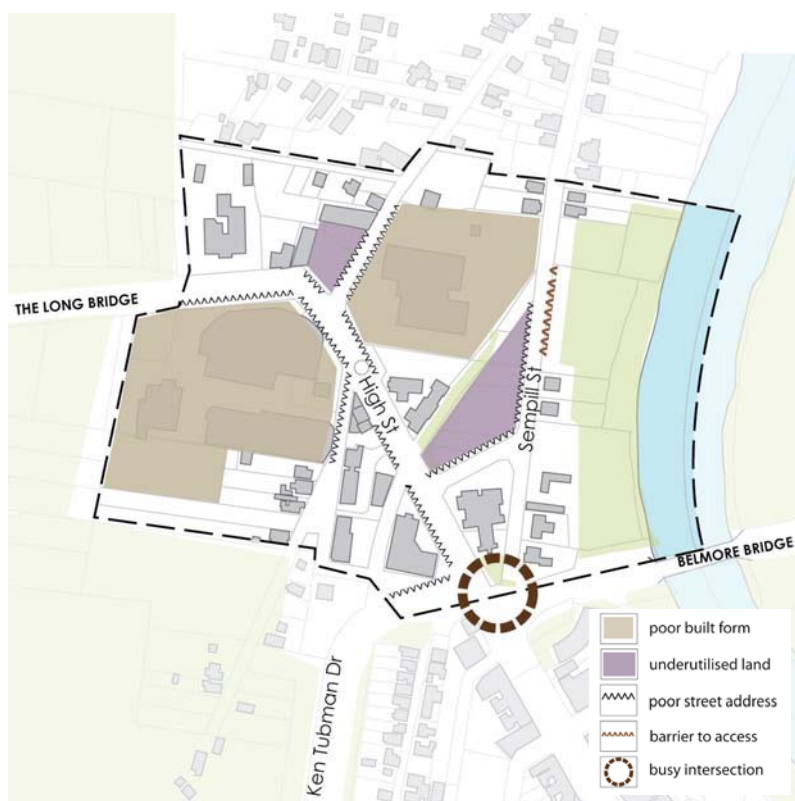 THE LONG BRIDGE
High St
Sempill St
BELMORE BRIDGE
Ken Tubman Dr
poor built form
underutilised land
poor street address
barrier to access
busy intersection